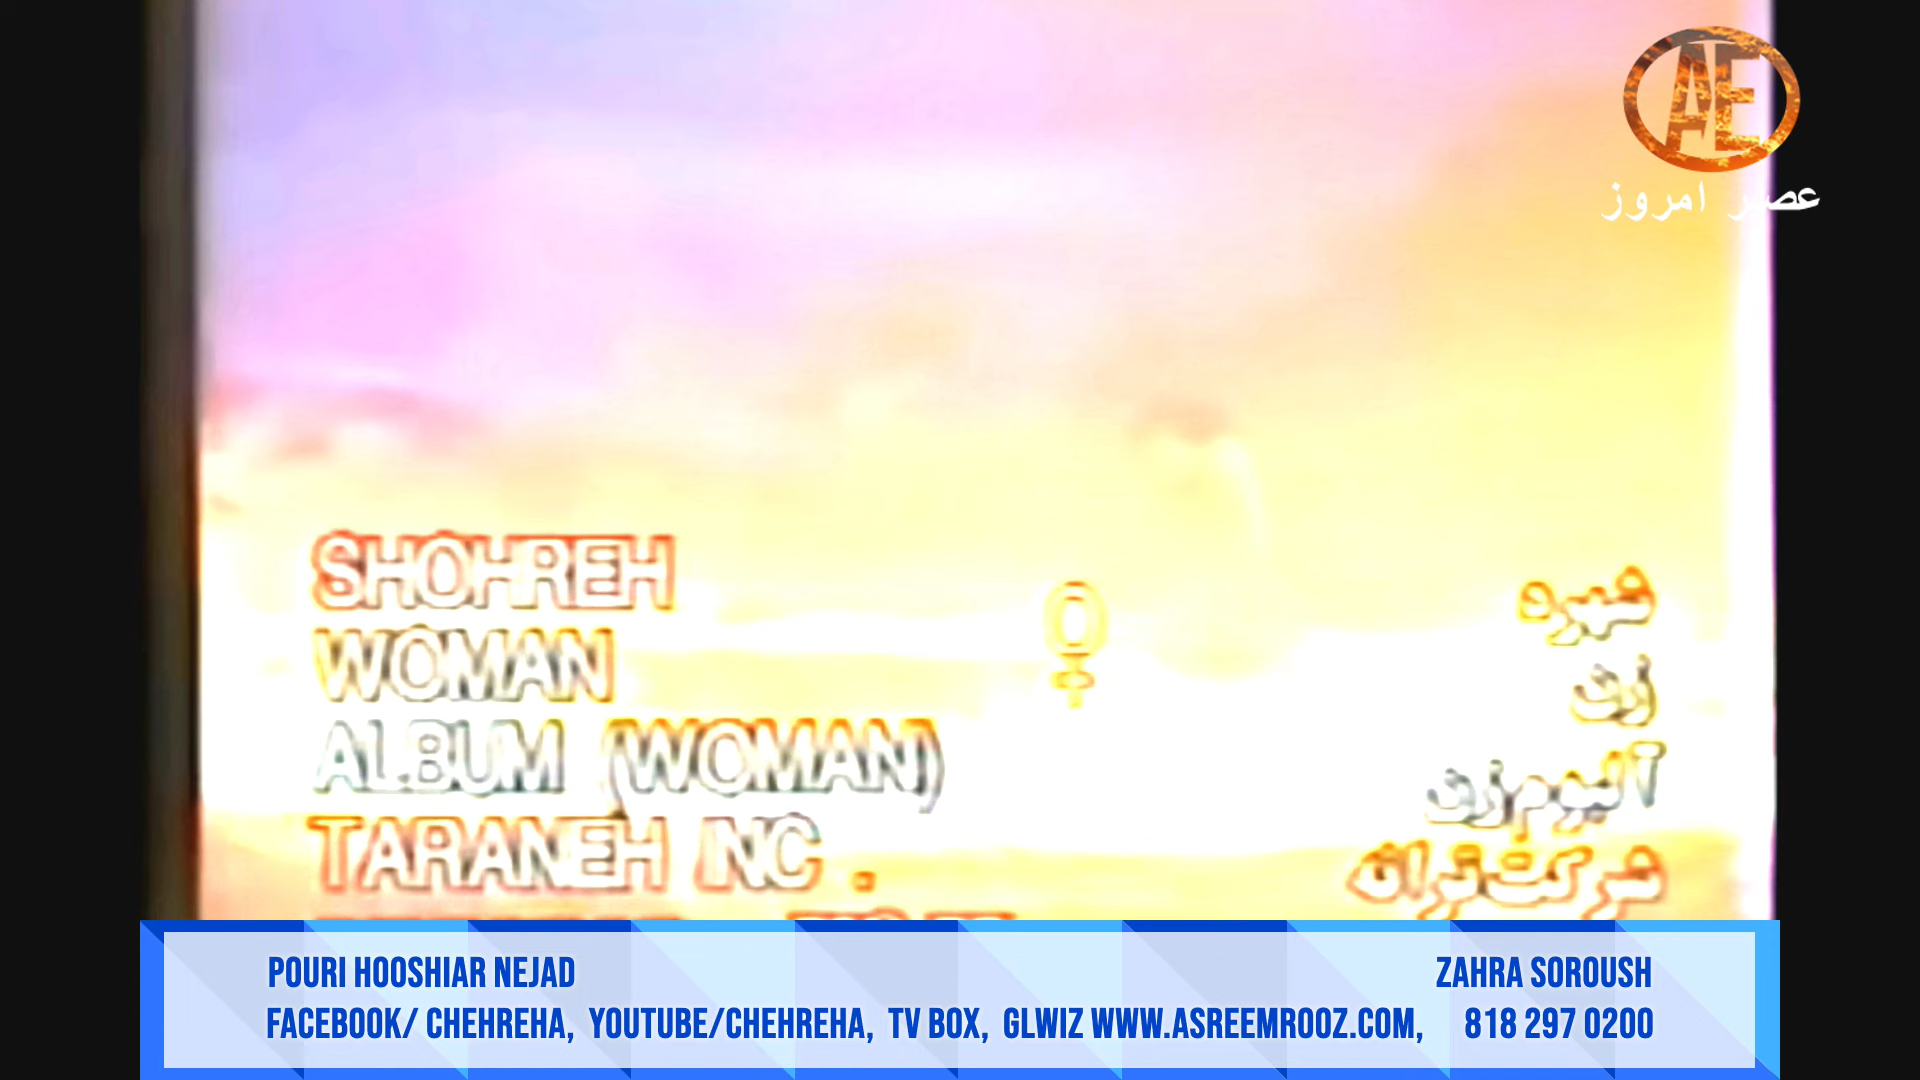 AE
عصر امروز
SHOHREH
شهره
WOMAN
زن
ALBUM (WOMAN)
آلبوم زن
TARANEH INC .
شرکت ترانه
POURI HOOSHIAR NEJAD
ZAHRA SOROUSH
FACEBOOK/ CHEHREHA, YOUTUBE/CHEHREHA, TV BOX, GLWIZ WWW.ASREEMROOZ.COM, 818 297 0200